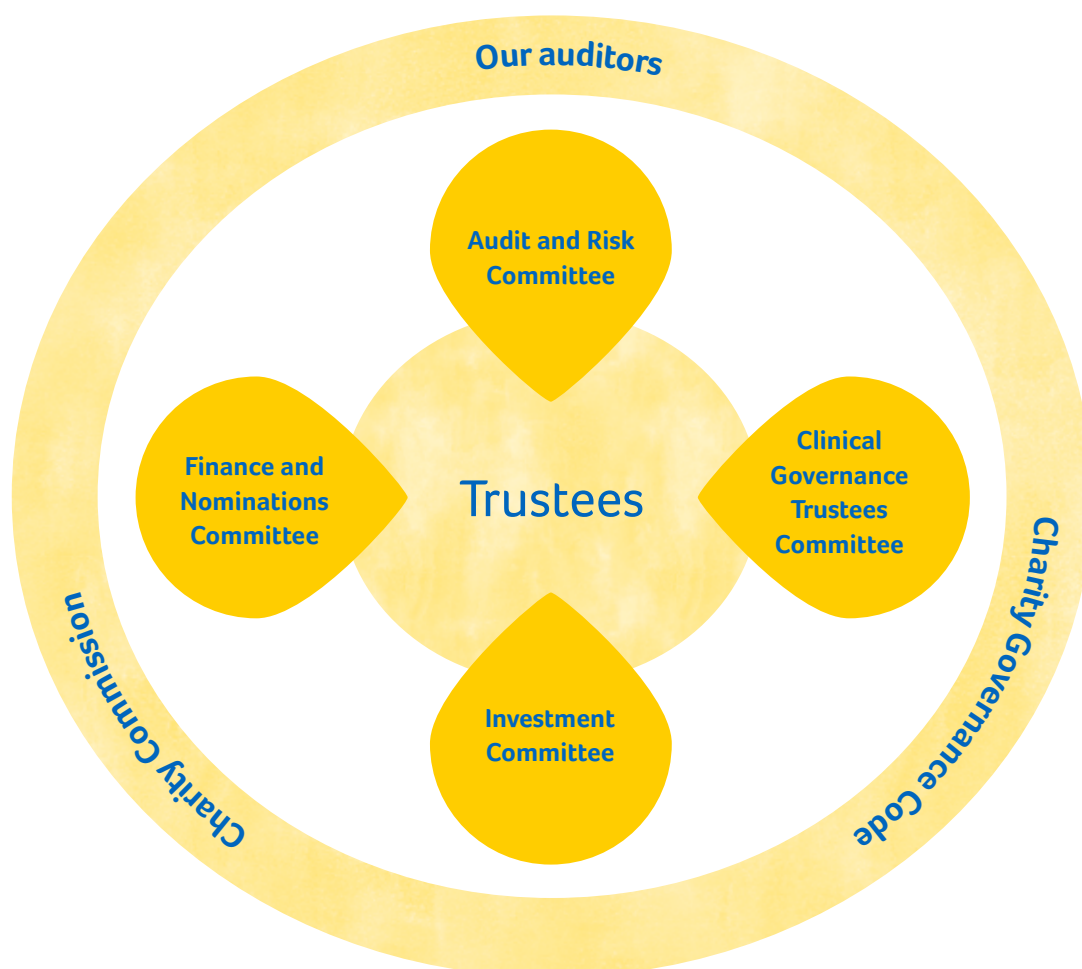 Our auditors
Audit and Risk
Committee
Finance and
Nominations
Committee
Trustees
Clinical
Governance
Trustees
Committee
Investment
Committee
Charity Commission
Charity Governance Code